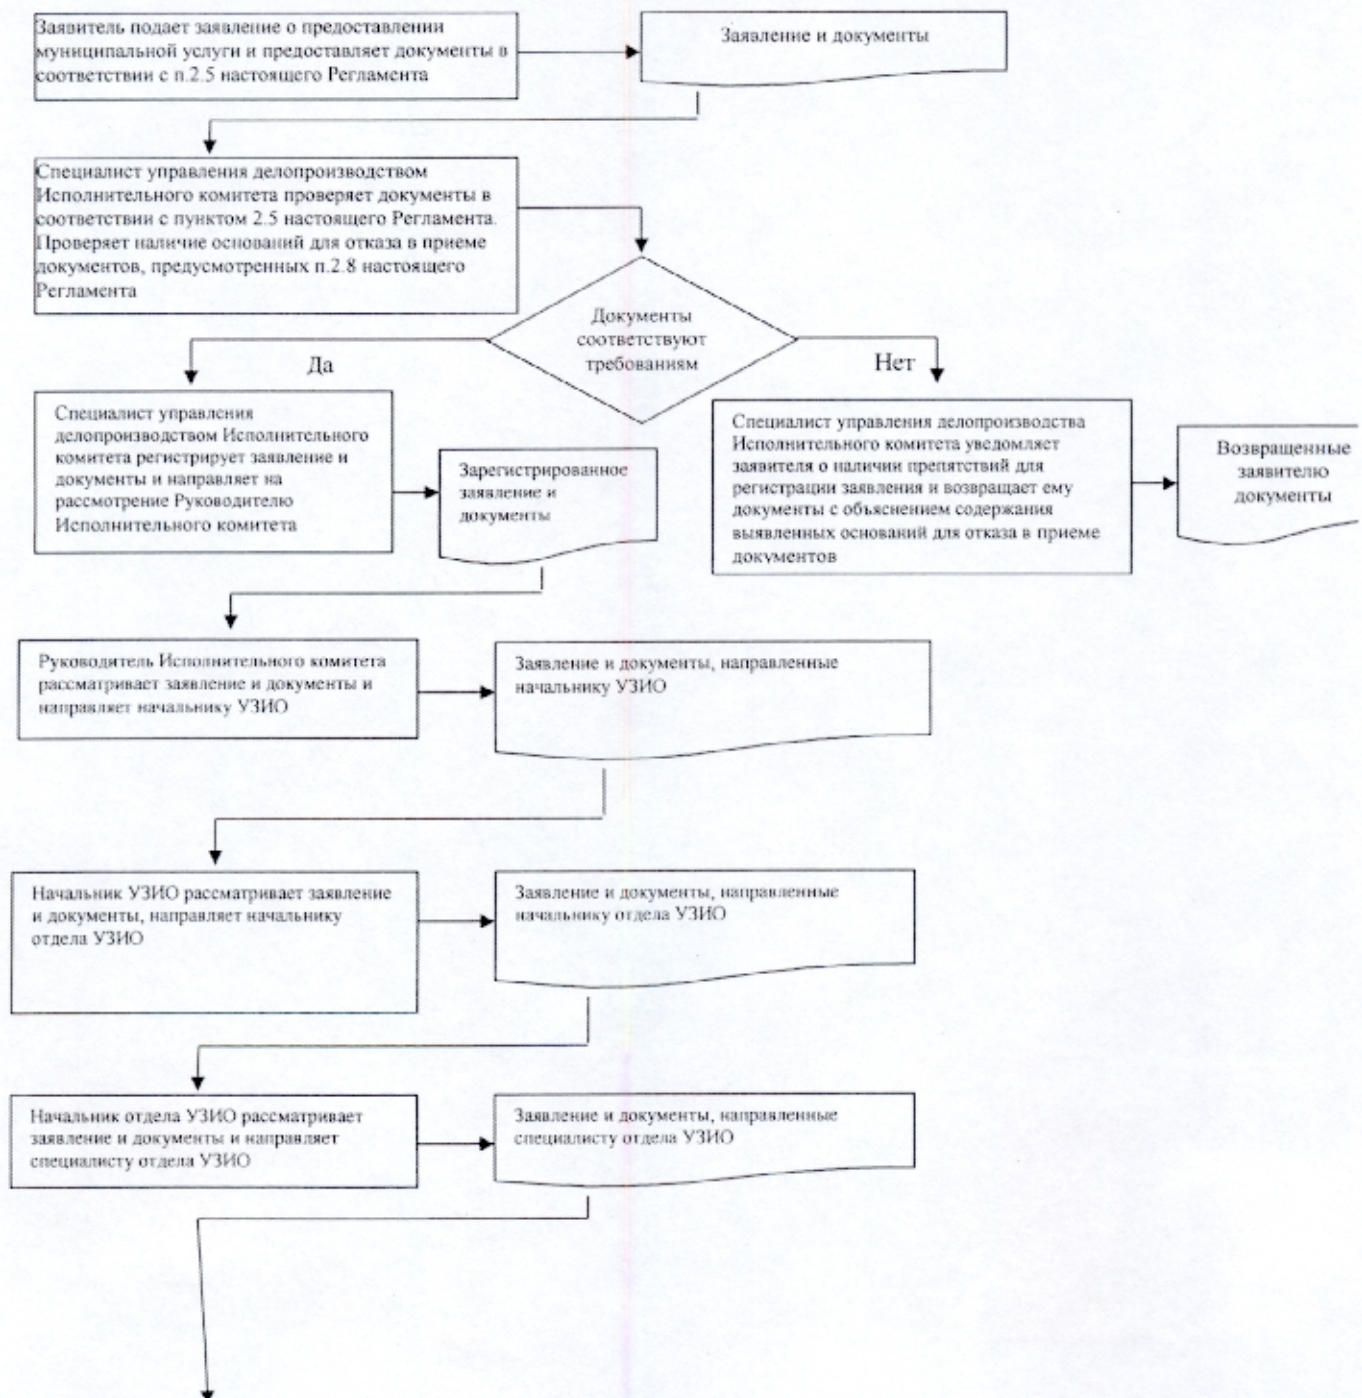 Заявитель подает заявление о предоставлении
муниципальной услуги и предоставляет документы в
соответствии с п.2.5 настоящего Регламента
Заявление и документы
Специалист управления делопроизводством
Исполнительного комитета проверяет документы в
соответствии с пунктом 2.5 настоящего Регламента.
Проверяет наличие оснований для отказа в приеме
документов, предусмотренных п.2.8 настоящего
Регламента
Документы
соответствуют
требованиям
Да
Нет
Специалист управления
делопроизводством Исполнительного
комитета регистрирует заявление и
документы и направляет на
рассмотрение Руководителю
Исполнительного комитета
Зарегистрированное
заявление и
документы
Специалист управления делопроизводства
Исполнительного комитета уведомляет
заявителя о наличии препятствий для
регистрации заявления и возвращает ему
документы с объяснением содержания
выявленных оснований для отказа в приеме
документов
Возвращенные
заявителю
документы
Руководитель Исполнительного комитета
рассматривает заявление и документы и
направляет начальнику УЗИО
Заявление и документы, направленные
начальнику УЗИО
Начальник УЗИО рассматривает заявление
и документы, направляет начальнику
отдела УЗИО
Заявление и документы, направленные
начальнику отдела УЗИО
Начальник отдела УЗИО рассматривает
заявление и документы и направляет
специалисту отдела УЗИО
Заявление и документы, направленные
специалисту отдела УЗИО